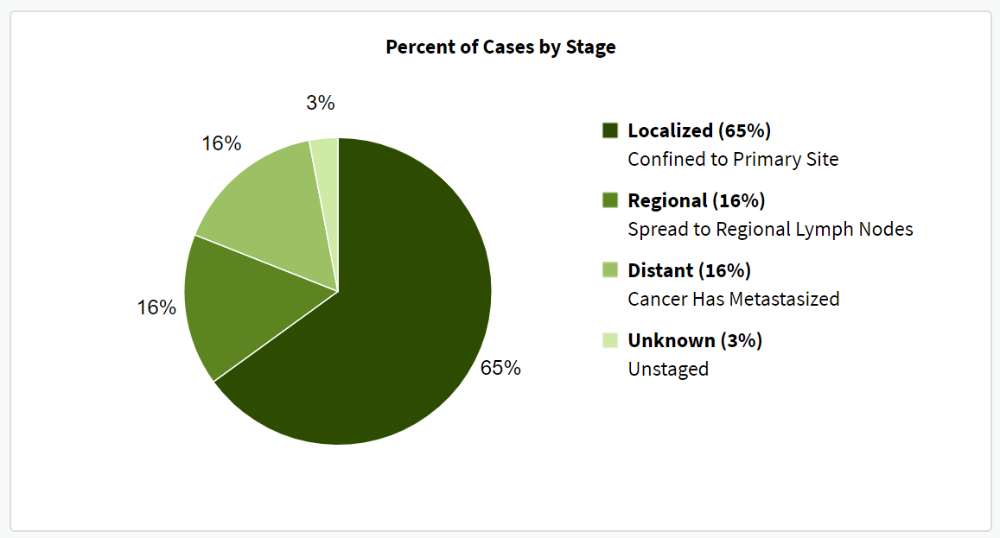 Percent of Cases by Stage
3%
16%
16%
65%
Localized (65%)
Confined to Primary Site
Regional (16%)
Spread to Regional Lymph Nodes
Distant (16%)
Cancer Has Metastasized
Unknown (3%)
Unstaged